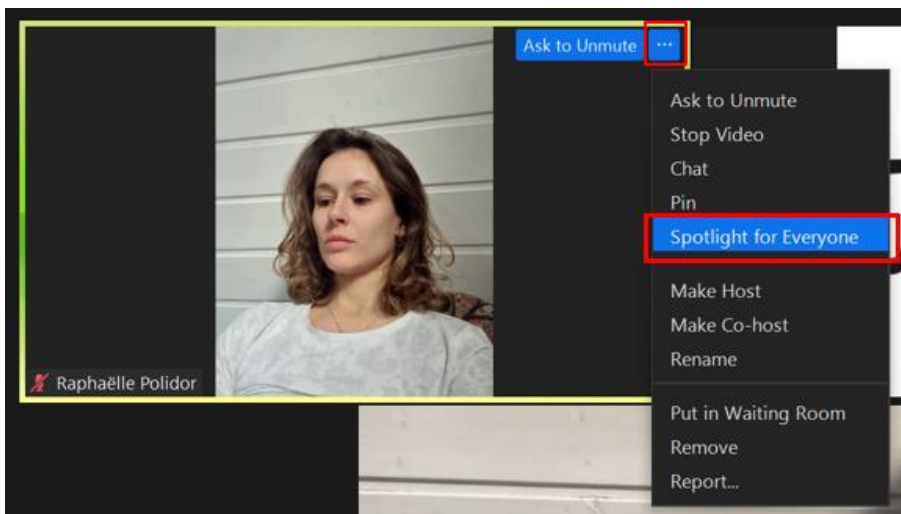 Ask to Unmute ...
Ask to Unmute
Stop Video
Chat
Pin
Spotlight for Everyone
Make Host
Make Co-host
Rename
Raphaëlle Polidor
Put in Waiting Room
Remove
Report...